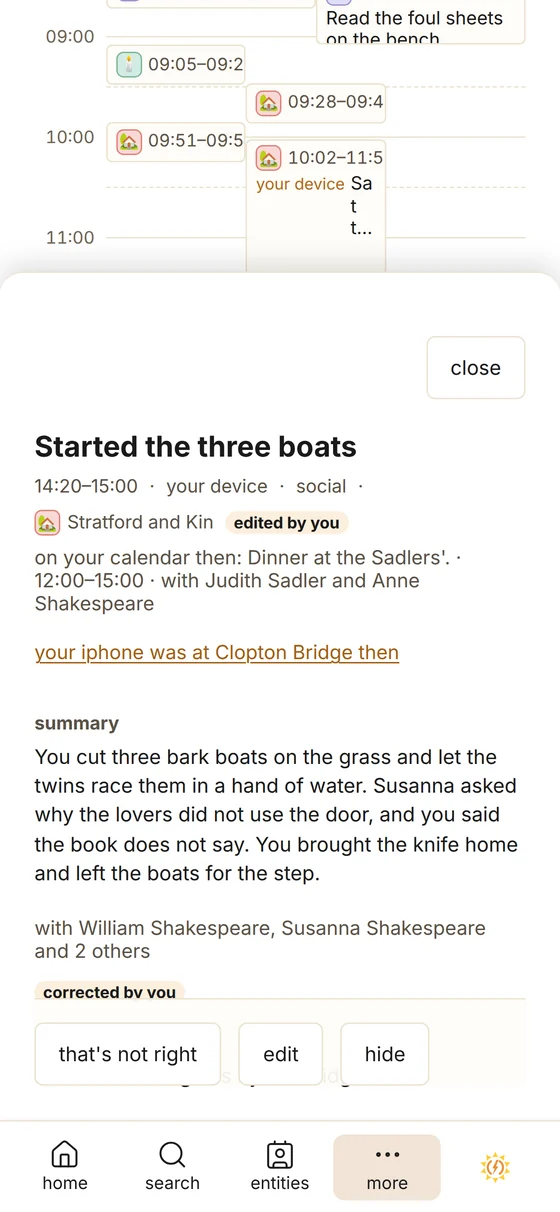 Read the foul sheets
on the bench
09:00
09:05–09:2
09:28–09:4
10:00
09:51–09:5
10:02–11:5
your device Sa
t
t...
11:00
close
Started the three boats
14:20–15:00 · your device · social ·
Stratford and Kin edited by you
on your calendar then: Dinner at the Sadlers'. ·
12:00–15:00 · with Judith Sadler and Anne
Shakespeare
your iphone was at Clopton Bridge then
summary
You cut three bark boats on the grass and let the
twins race them in a hand of water. Susanna asked
why the lovers did not use the door, and you said
the book does not say. You brought the knife home
and left the boats for the step.
with William Shakespeare, Susanna Shakespeare
and 2 others
corrected by you
that's not right
edit
hide
home
search
entities
more